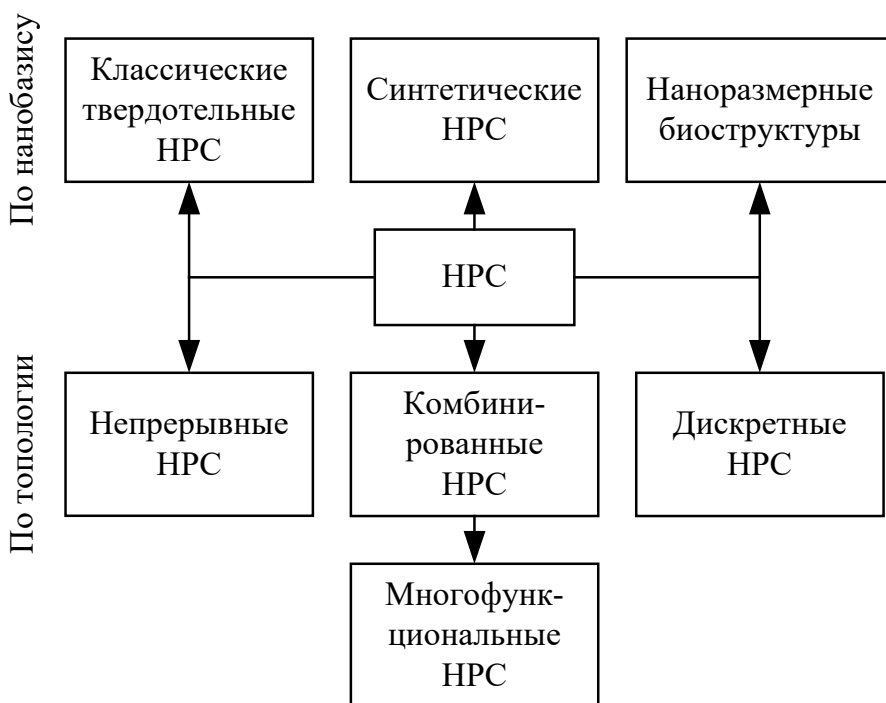 По нанобазису
Классические
твердотельные
НРС
Синтетические
НРС
Наноразмерные
биоструктуры
НРС
По топологии
Непрерывные
НРС
Комбини-
рованные
НРС
Дискретные
НРС
Многофунк-
циональные
НРС